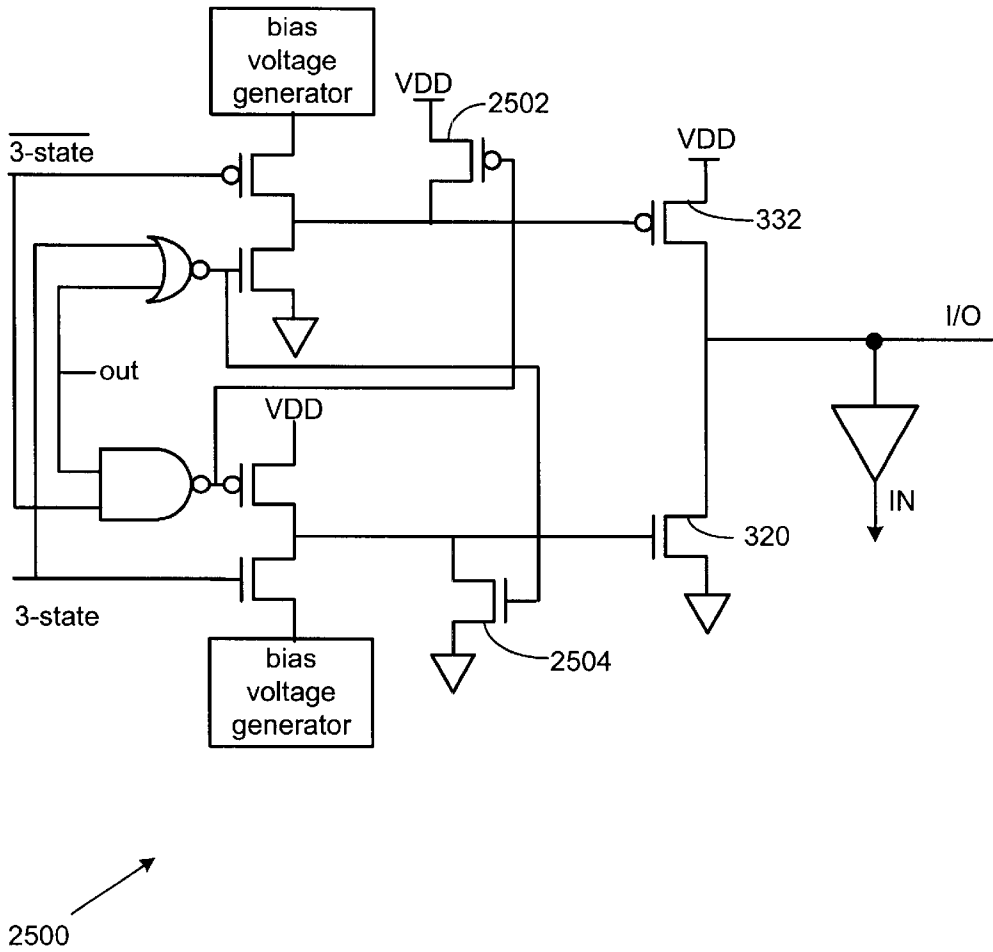 bias
voltage
generator
VDD
2502
3-state
VDD
332
I/O
out
VDD
IN
320
3-state
2504
bias
voltage
generator
2500